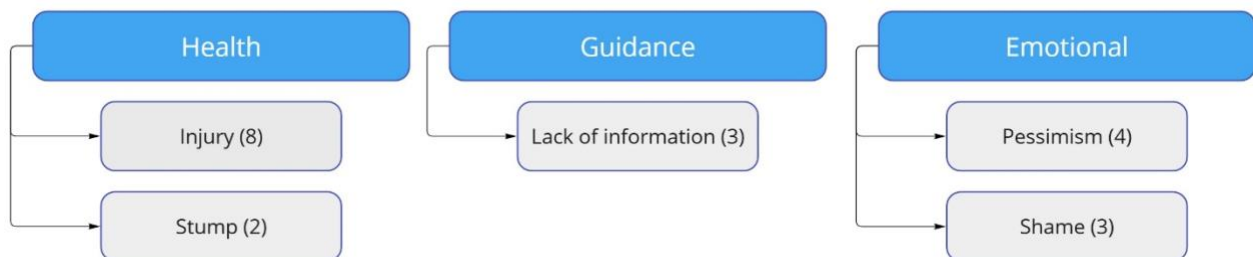 Health
Injury (8)
Stump (2)
Guidance
Lack of information (3)
Emotional
Pessimism (4)
Shame (3)